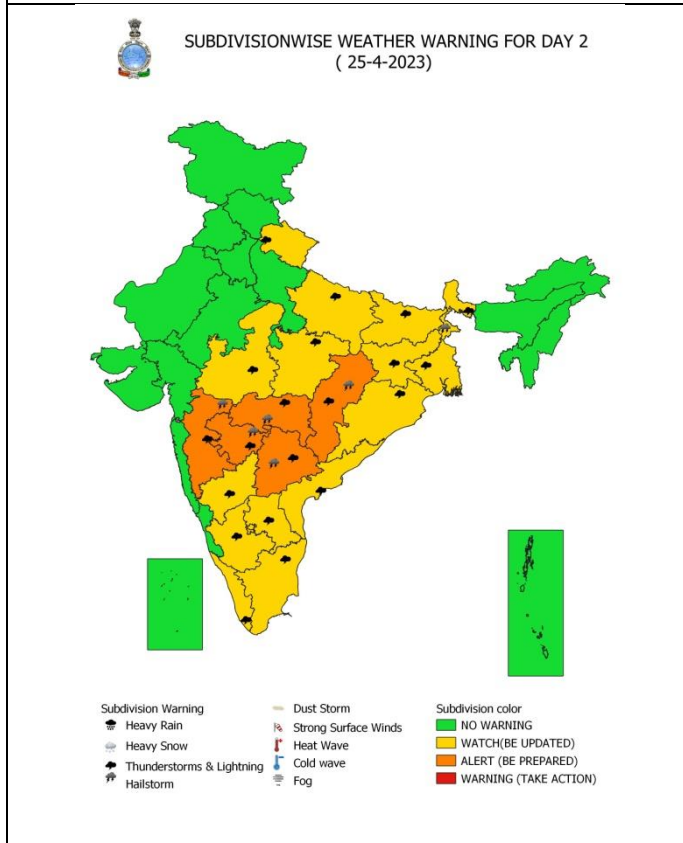 SUBDIVISIONWISE WEATHER WARNING FOR DAY 2
( 25-4-2023)
Subdivision Warning
Heavy Rain
Heavy Snow
Thunderstorms & Lightning
Hailstorm
Dust Storm
Strong Surface Winds
Heat Wave
Cold wave
Fog
Subdivision color
NO WARNING
WATCH(BE UPDATED)
ALERT (BE PREPARED)
WARNING (TAKE ACTION)